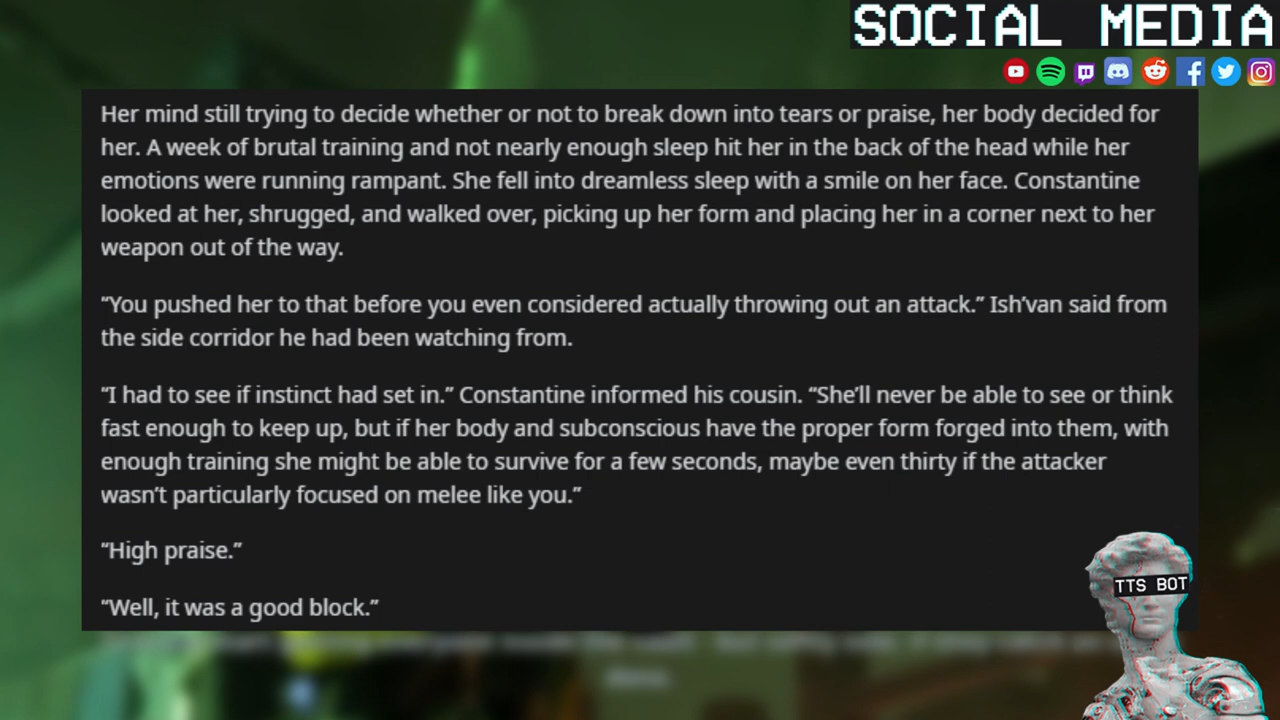 SOCIAL MEDIA
Her mind still trying to decide whether or not to break down into tears or praise, her body decided for
her. A week of brutal training and not nearly enough sleep hit her in the back of the head while her
emotions were running rampant. She fell into dreamless sleep with a smile on her face. Constantine
looked at her, shrugged, and walked over, picking up her form and placing her in a corner next to her
weapon out of the way.
“You pushed her to that before you even considered actually throwing out an attack.” Ish’van said from
the side corridor he had been watching from.
“I had to see if instinct had set in.” Constantine informed his cousin. “She’ll never be able to see or think
fast enough to keep up, but if her body and subconscious have the proper form forged into them, with
enough training she might be able to survive for a few seconds, maybe even thirty if the attacker
wasn’t particularly focused on melee like you.”
“High praise.”
“Well, it was a good block.”
TTS BOT